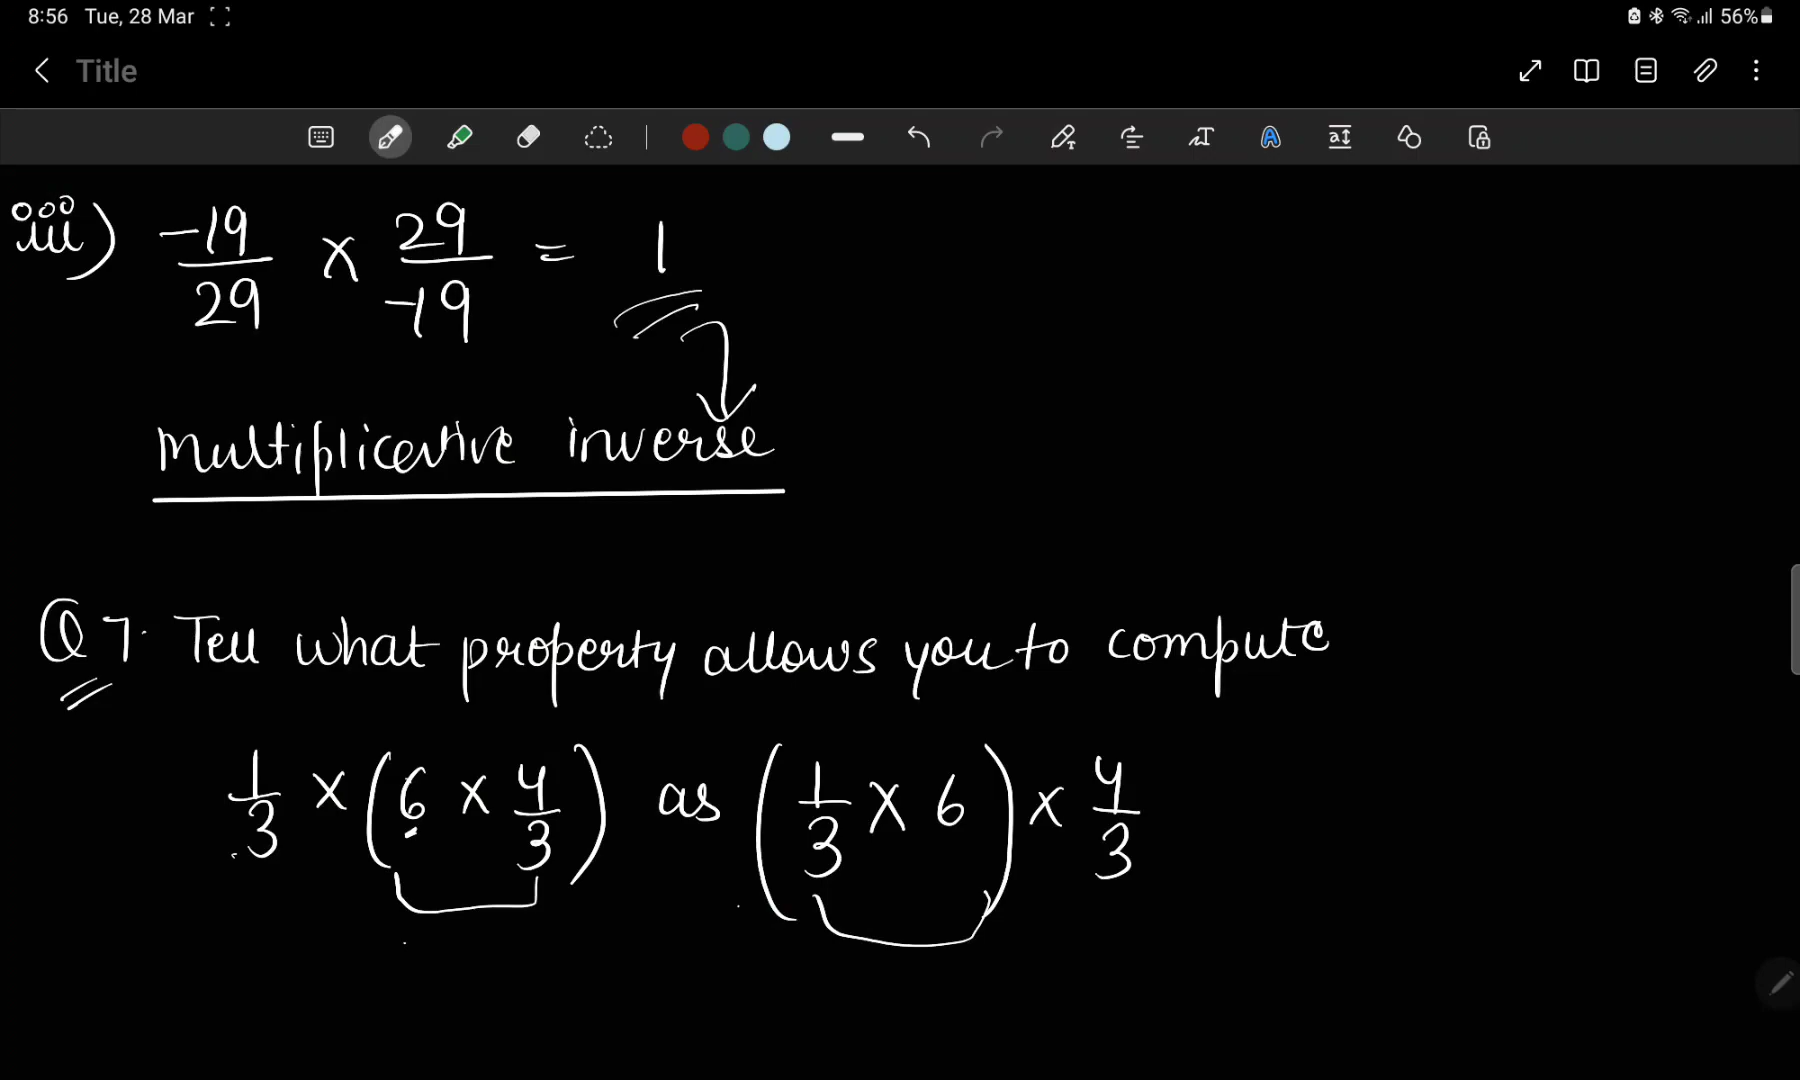 8:56 Tue, 28 Mar 56%
Title
iii) -19/29 × 29/-19 = 1
multiplicative inverse
Q7. Tell what property allows you to compute
1/3 × (6 × 4/3) as (1/3 × 6) × 4/3